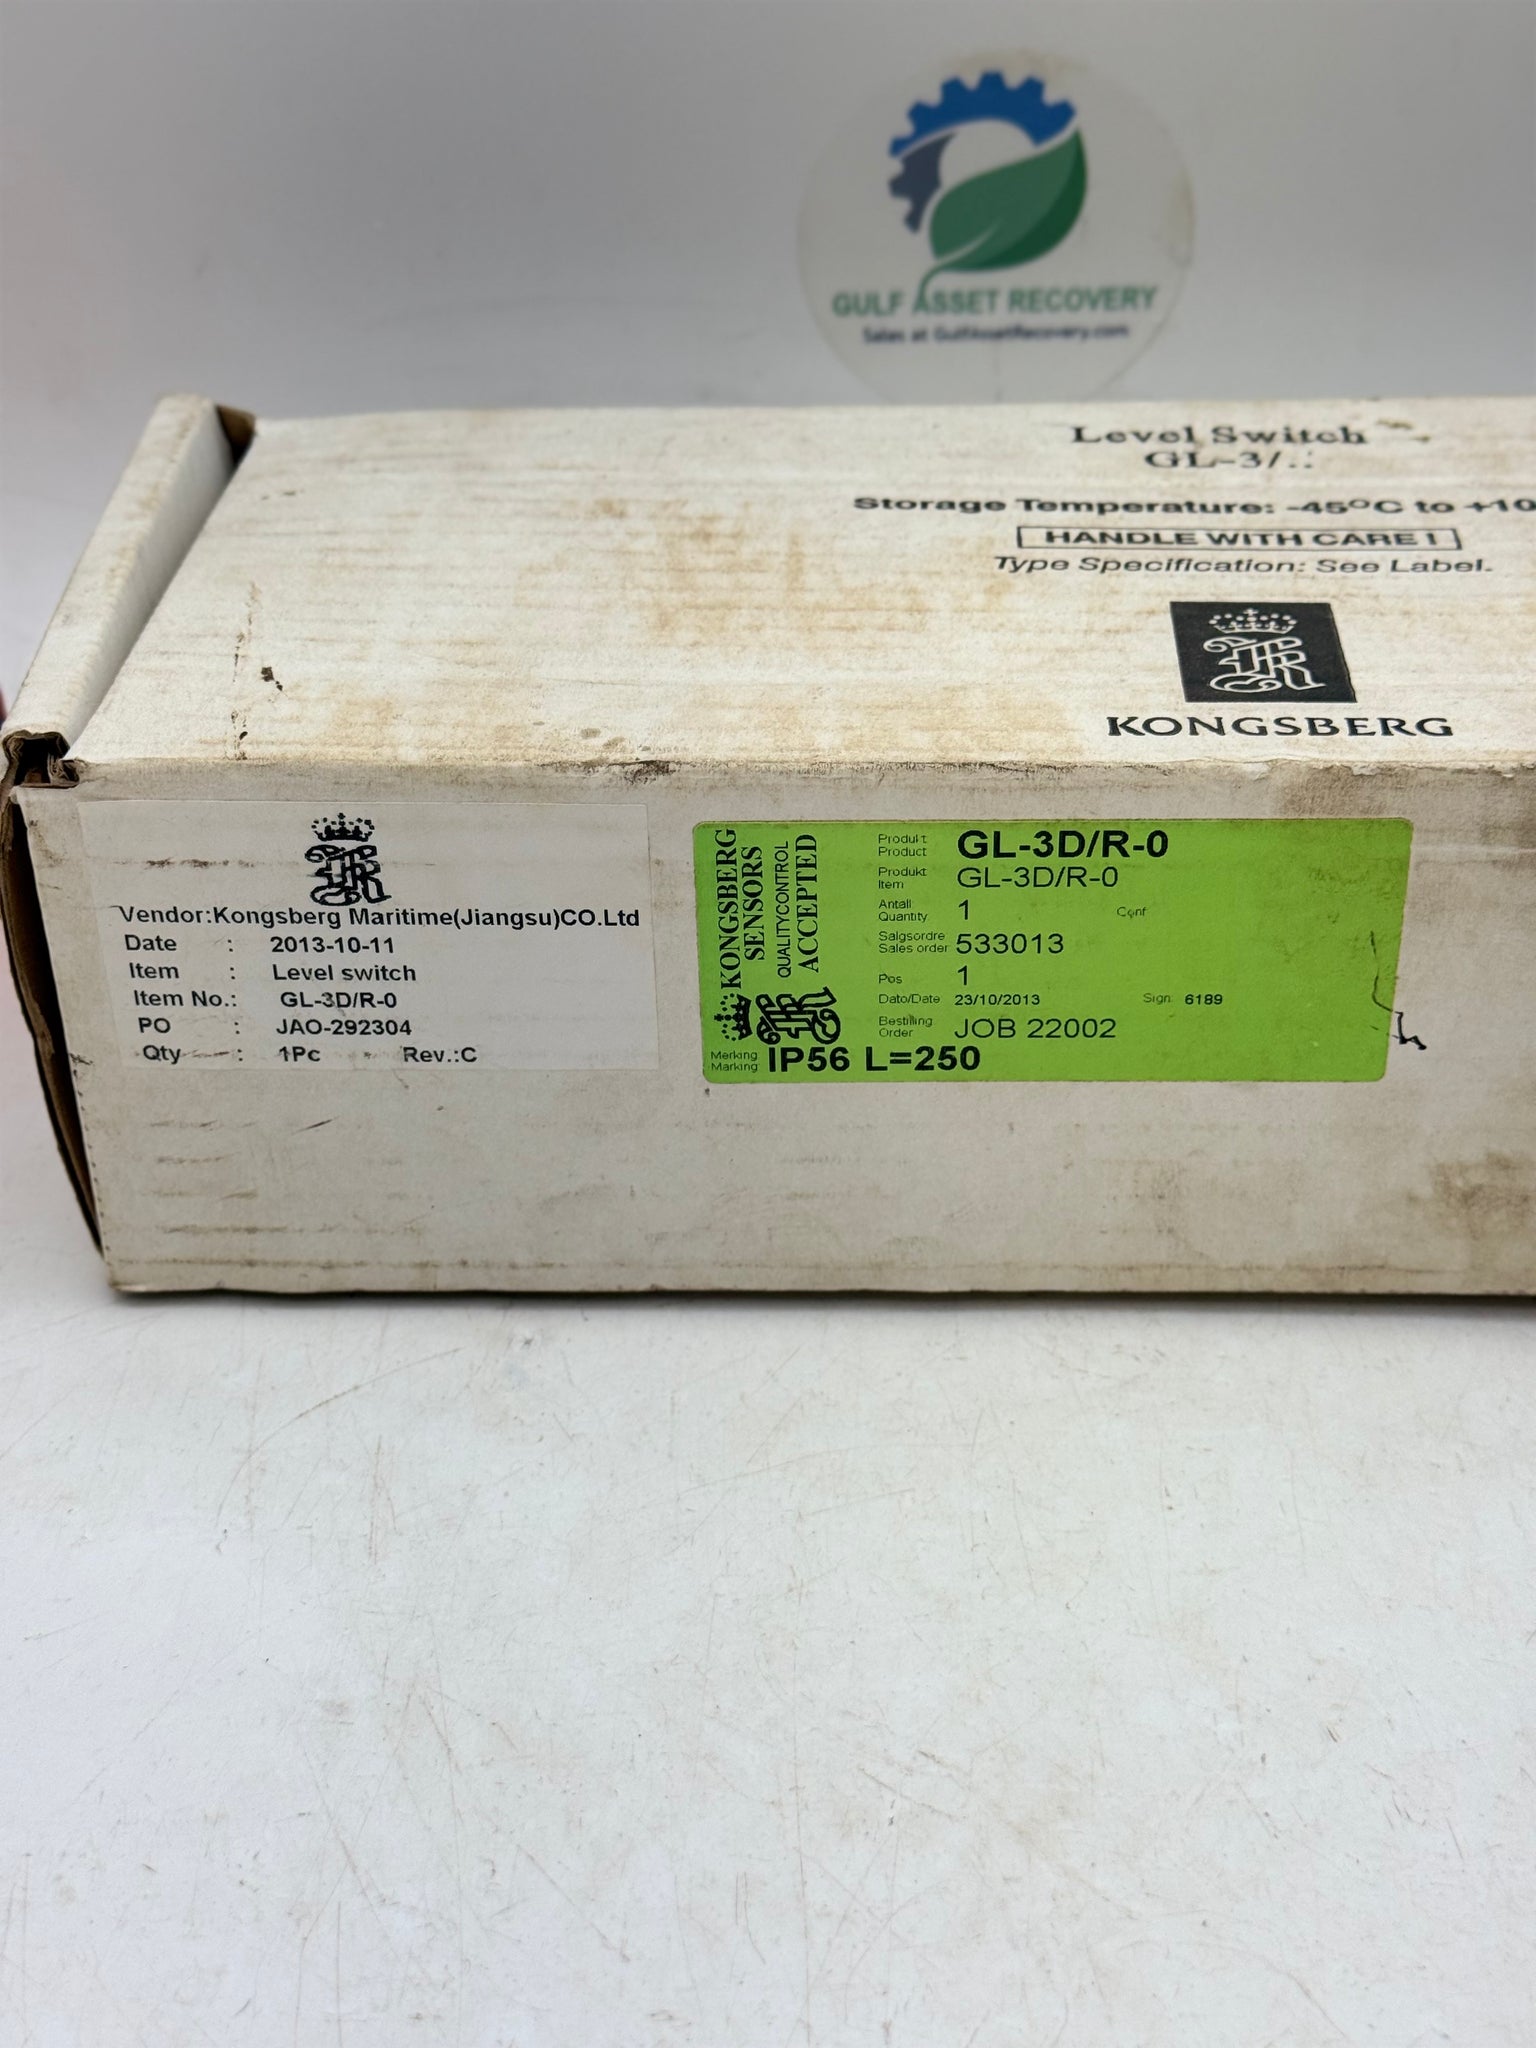 GULF ASSET RECOVERY
Sales at GulfAssetRecovery.com
Level Switch
GL-3/..
Storage Temperature: -45°C to +10
HANDLE WITH CARE !
Type Specification: See Label.
KONGSBERG
Vendor:Kongsberg Maritime(Jiangsu)CO.Ltd
Date : 2013-10-11
Item : Level switch
Item No.: GL-3D/R-0
PO : JAO-292304
Qty : 1Pc Rev.:C
KONGSBERG
SENSORS
QUALITYCONTROL
ACCEPTED
Produkt
Product GL-3D/R-0
Produkt
Item GL-3D/R-0
Antall
Quantity 1 Conf
Salgsordre
Sales order 533013
Pos 1
Dato/Date 23/10/2013 Sign: 6189
Bestilling
Order JOB 22002
Merking
Marking IP56 L=250